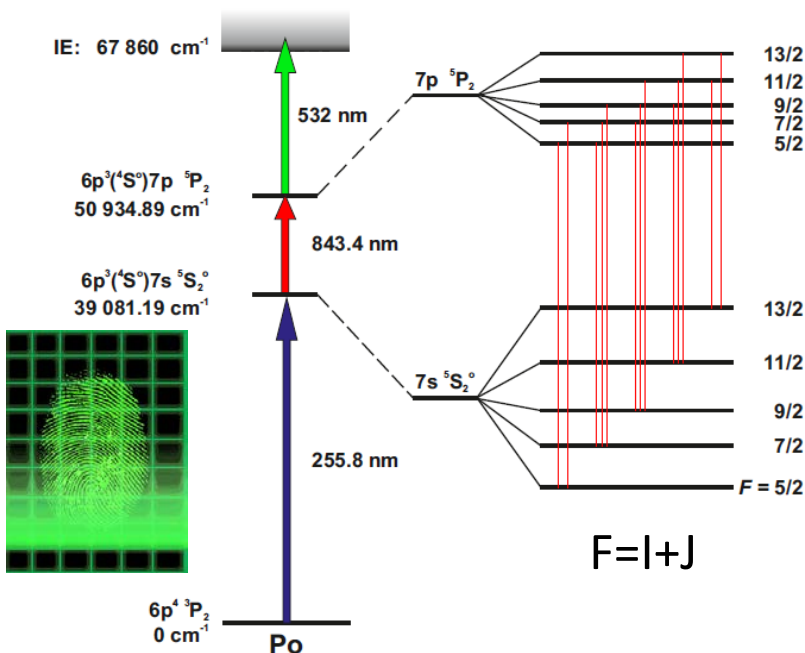 IE: 67 860 cm⁻¹
532 nm
6p³(⁴S°)7p ⁵P₂
50 934.89 cm⁻¹
843.4 nm
6p³(⁴S°)7s ⁵S₂°
39 081.19 cm⁻¹
255.8 nm
6p⁴ ³P₂
0 cm⁻¹
Po
7p ⁵P₂
13/2
11/2
9/2
7/2
5/2
7s ⁵S₂°
13/2
11/2
9/2
7/2
F = 5/2
F=I+J